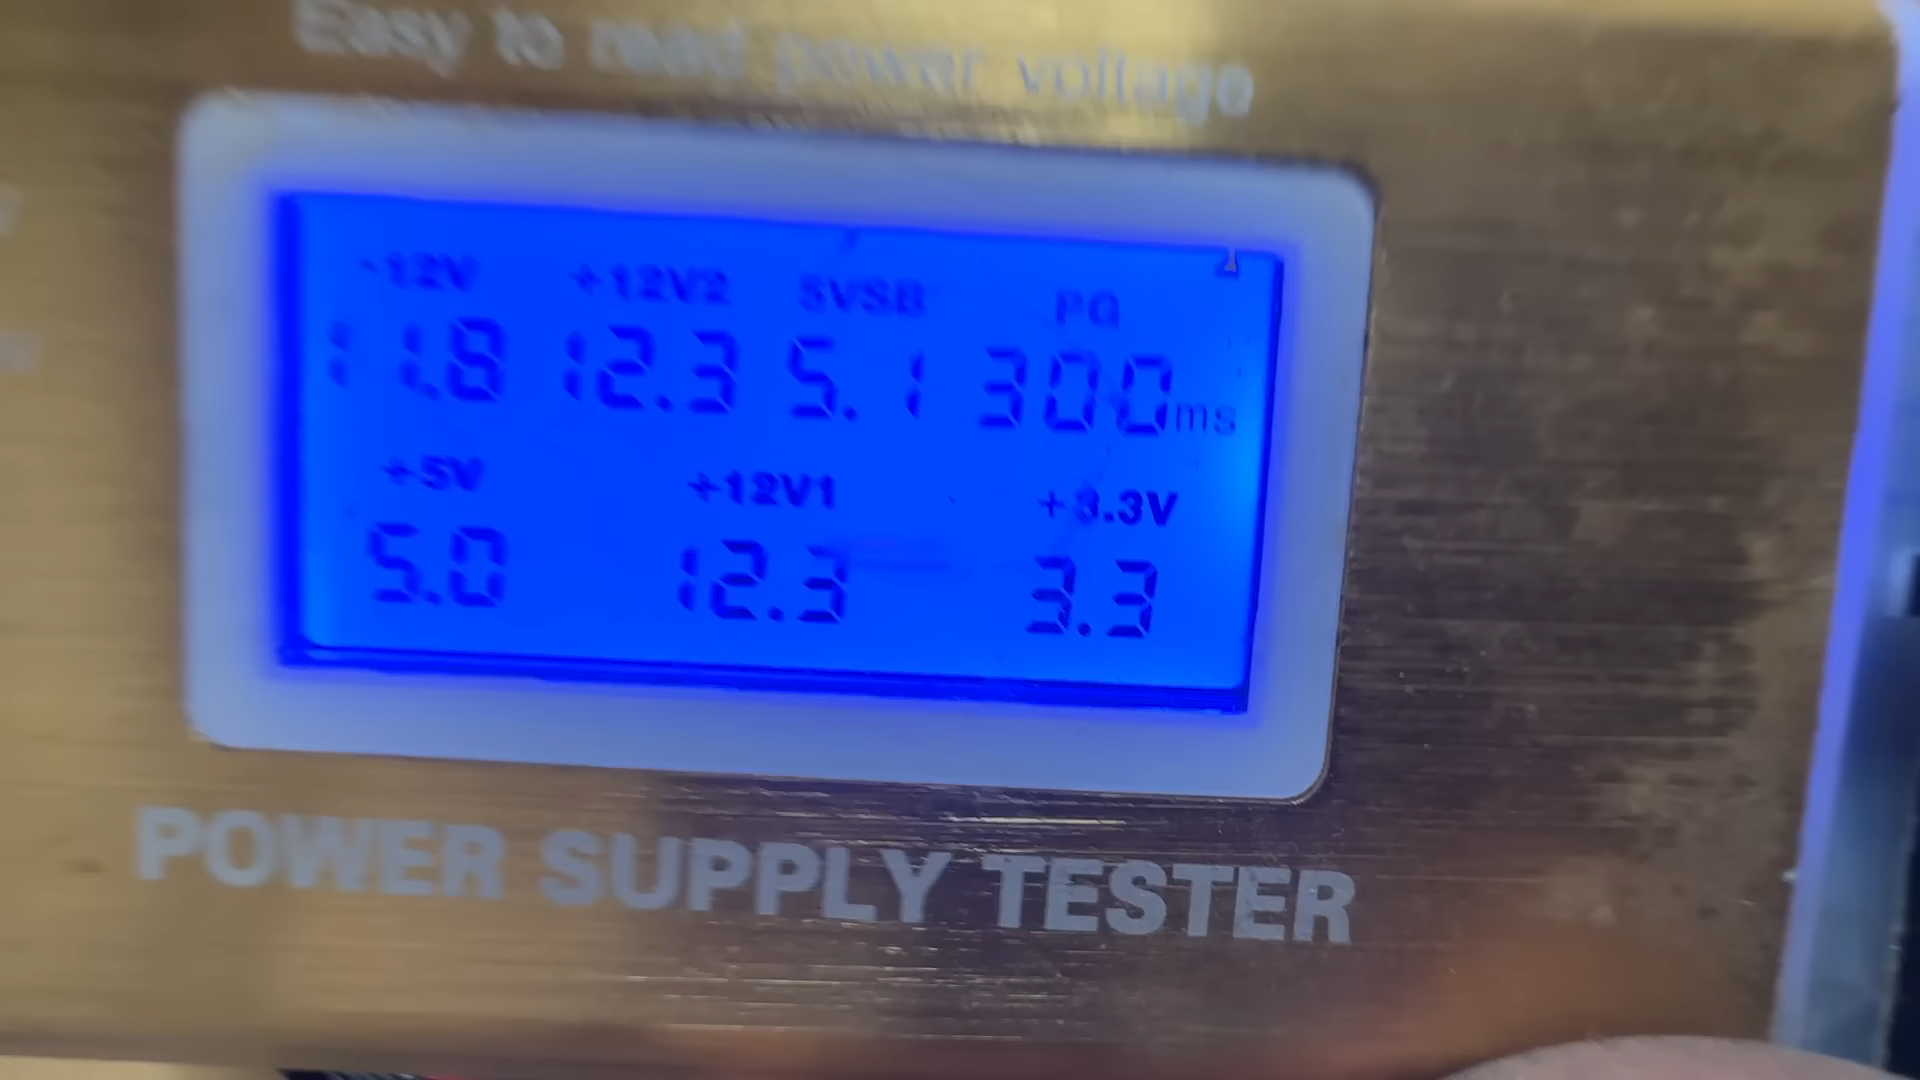 Easy to read power voltage
-12V +12V2 5VSB PG
11.8 12.3 5.1 300ms
+5V +12V1 +3.3V
5.0 12.3 3.3
POWER SUPPLY TESTER